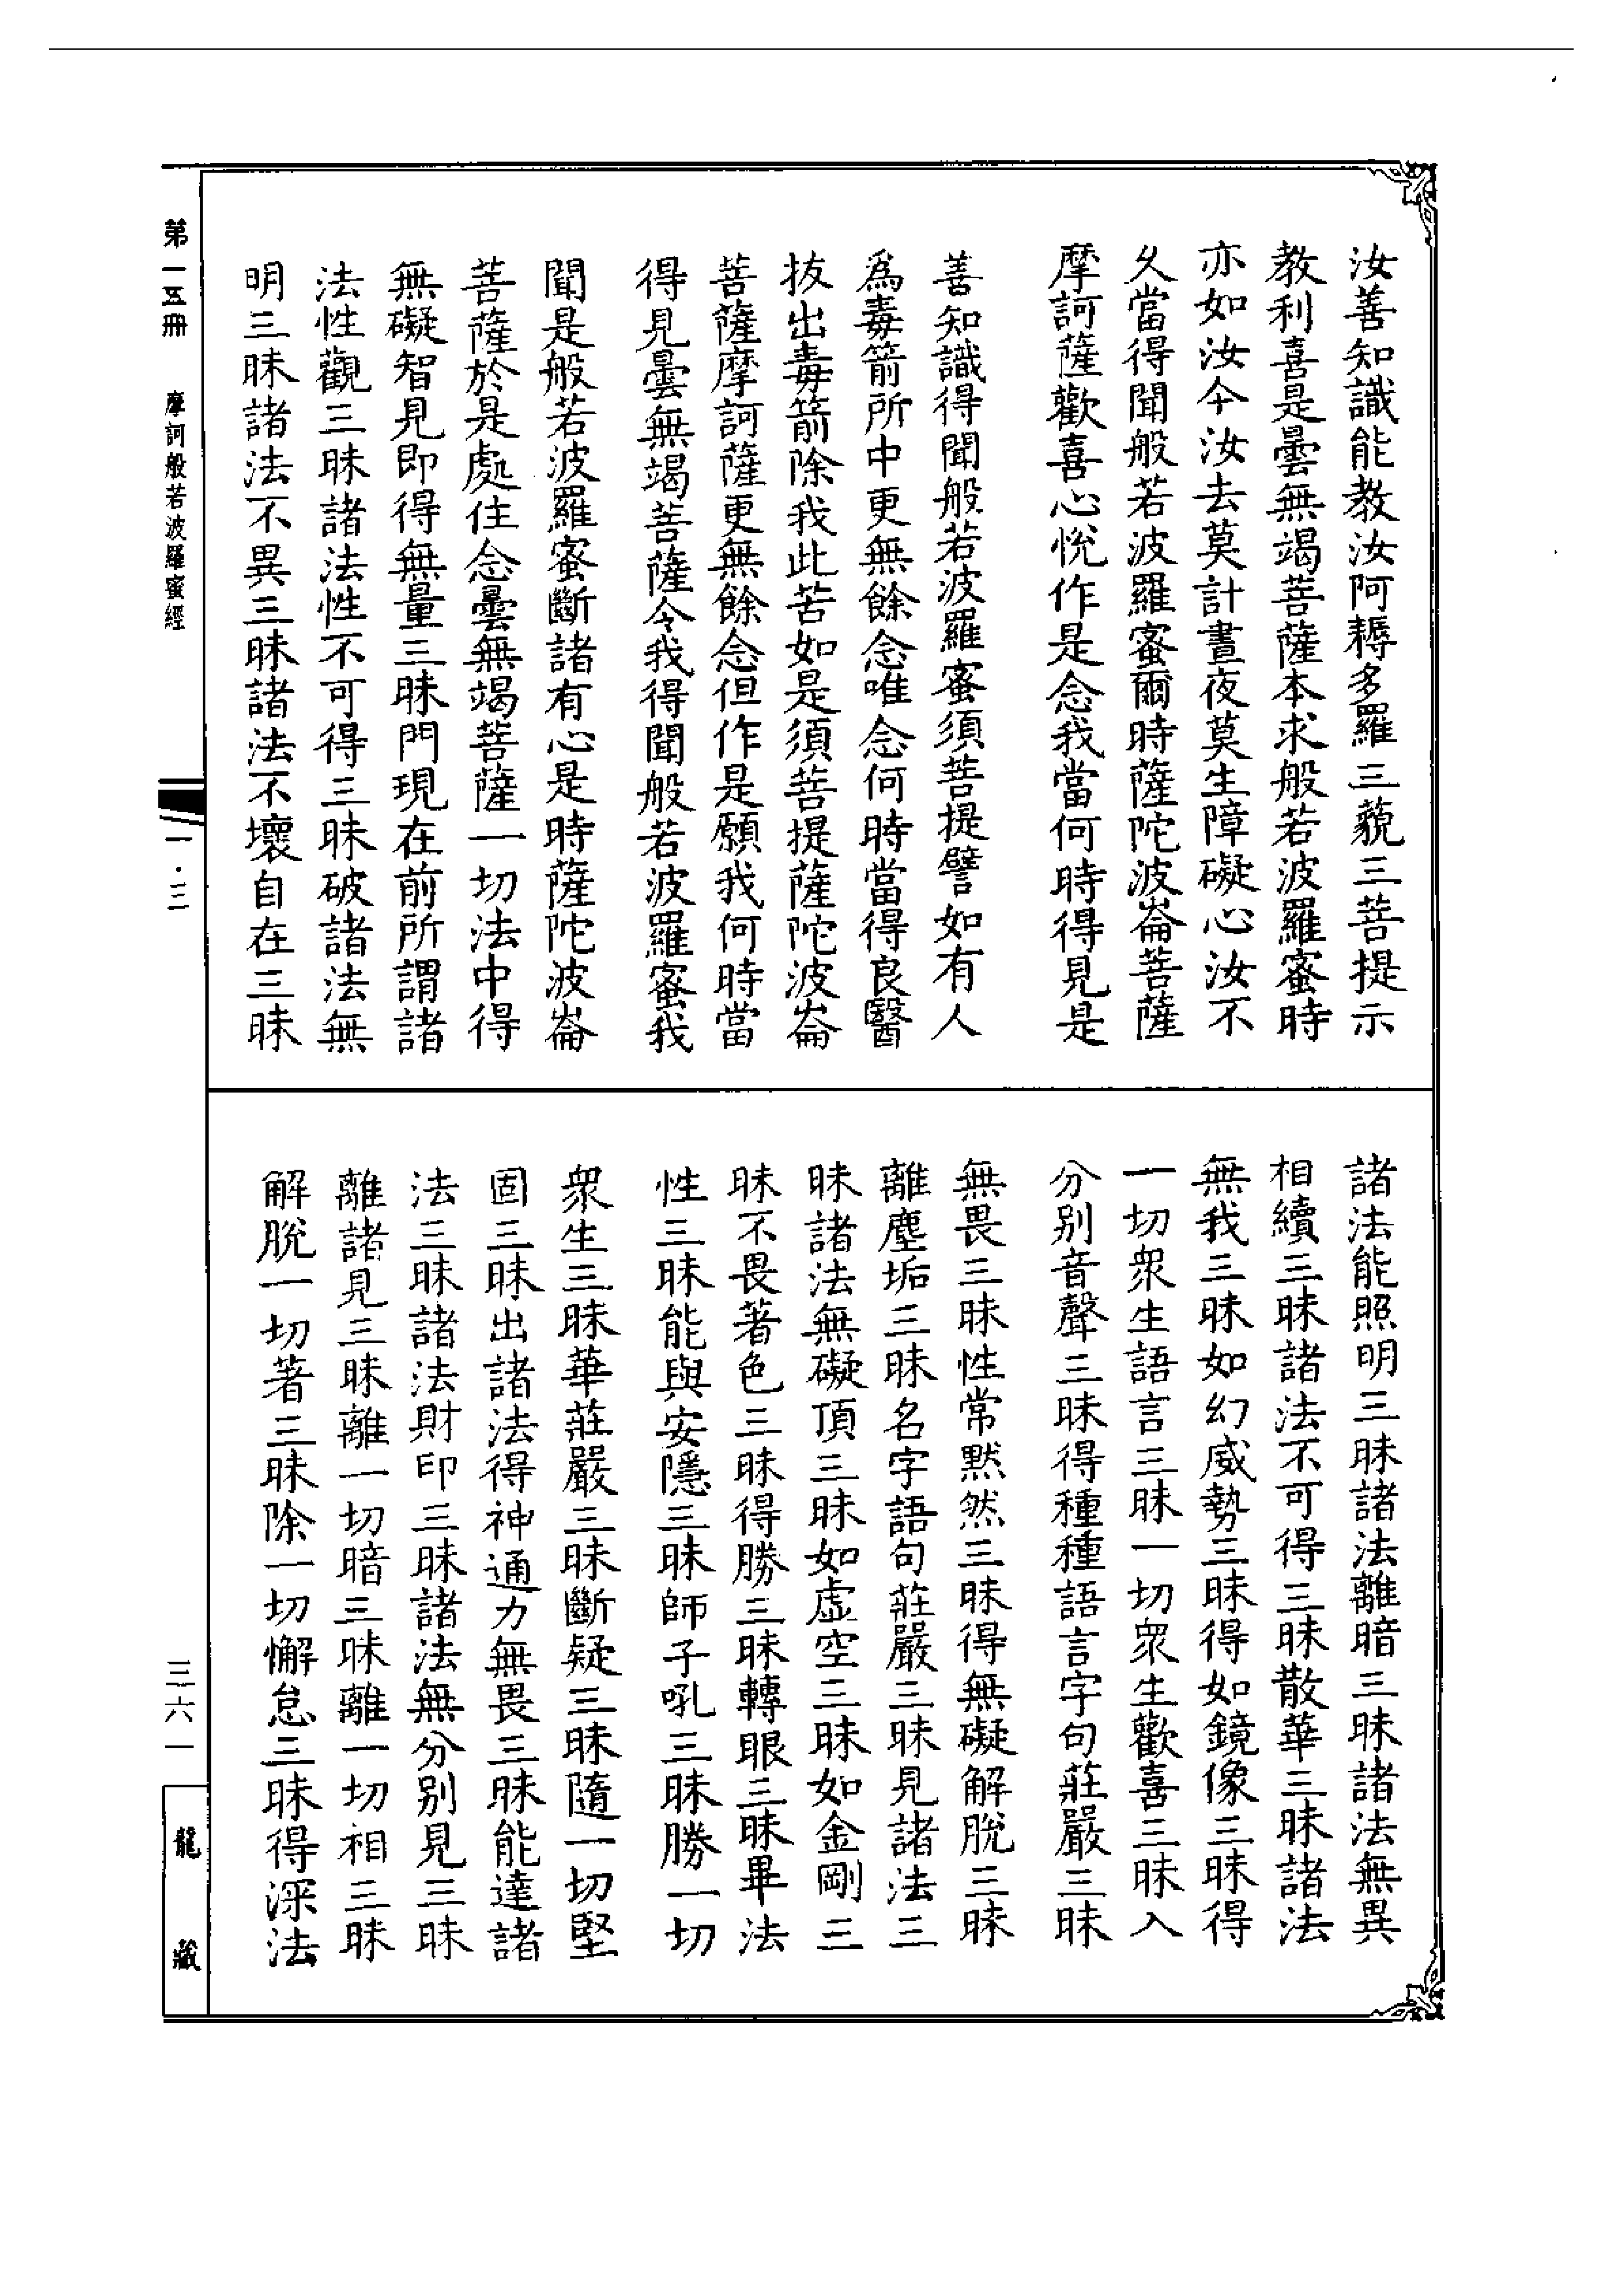 汝善知識能教汝阿耨多羅三藐三菩提示
教利喜是曇無竭菩薩本求般若波羅蜜時
亦如汝今汝去莫計晝夜莫生障礙心汝不
久當得聞般若波羅蜜爾時薩陀波崙菩薩
摩訶薩歡喜心悅作是念我當何時得見是
善知識得聞般若波羅蜜須菩提譬如有人
為毒箭所中更無餘念唯念何時當得良醫
拔出毒箭除我此苦如是須菩提薩陀波崙
菩薩摩訶薩更無餘念但作是願我何時當
得見曇無竭菩薩令我得聞般若波羅蜜我
聞是般若波羅蜜斷諸有心是時薩陀波崙
菩薩於是處住念曇無竭菩薩一切法中得
無礙智見即得無量三昧門現在前所謂諸
法性觀三昧諸法性不可得三昧破諸法無
明三昧諸法不異三昧諸法不壞自在三昧
諸法能照明三昧諸法離暗三昧諸法無異
相續三昧諸法不可得三昧散華三昧諸法
無我三昧如幻威勢三昧得如鏡像三昧得
一切眾生語言三昧一切眾生歡喜三昧入
分別音聲三昧得種種語言字句莊嚴三昧
無畏三昧性常默然三昧得無礙解脫三昧
離塵垢三昧名字語句莊嚴三昧見諸法三
昧諸法無礙頂三昧如虛空三昧如金剛三
昧不畏著色三昧得勝三昧轉眼三昧畢法
性三昧能與安隱三昧師子吼三昧勝一切
眾生三昧華莊嚴三昧斷疑三昧隨一切堅
固三昧出諸法得神通力無畏三昧能達諸
法三昧諸法財印三昧諸法無分別見三昧
離諸見三昧離一切暗三昧離一切相三昧
解脫一切著三昧除一切懈怠三昧得深法
第一五冊 摩訶般若波羅蜜經 一·三 三六一
龍藏